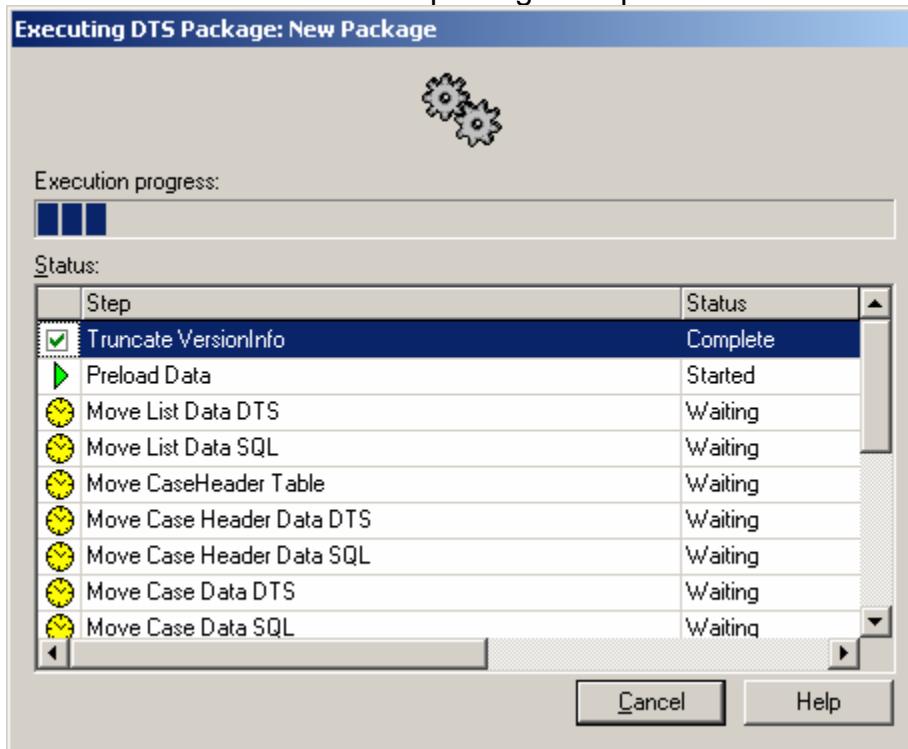 Executing DTS Package: New Package
Execution progress:
Status:
Step Status
Truncate VersionInfo Complete
Preload Data Started
Move List Data DTS Waiting
Move List Data SQL Waiting
Move CaseHeader Table Waiting
Move Case Header Data DTS Waiting
Move Case Header Data SQL Waiting
Move Case Data DTS Waiting
Move Case Data SQL Waiting
Cancel Help